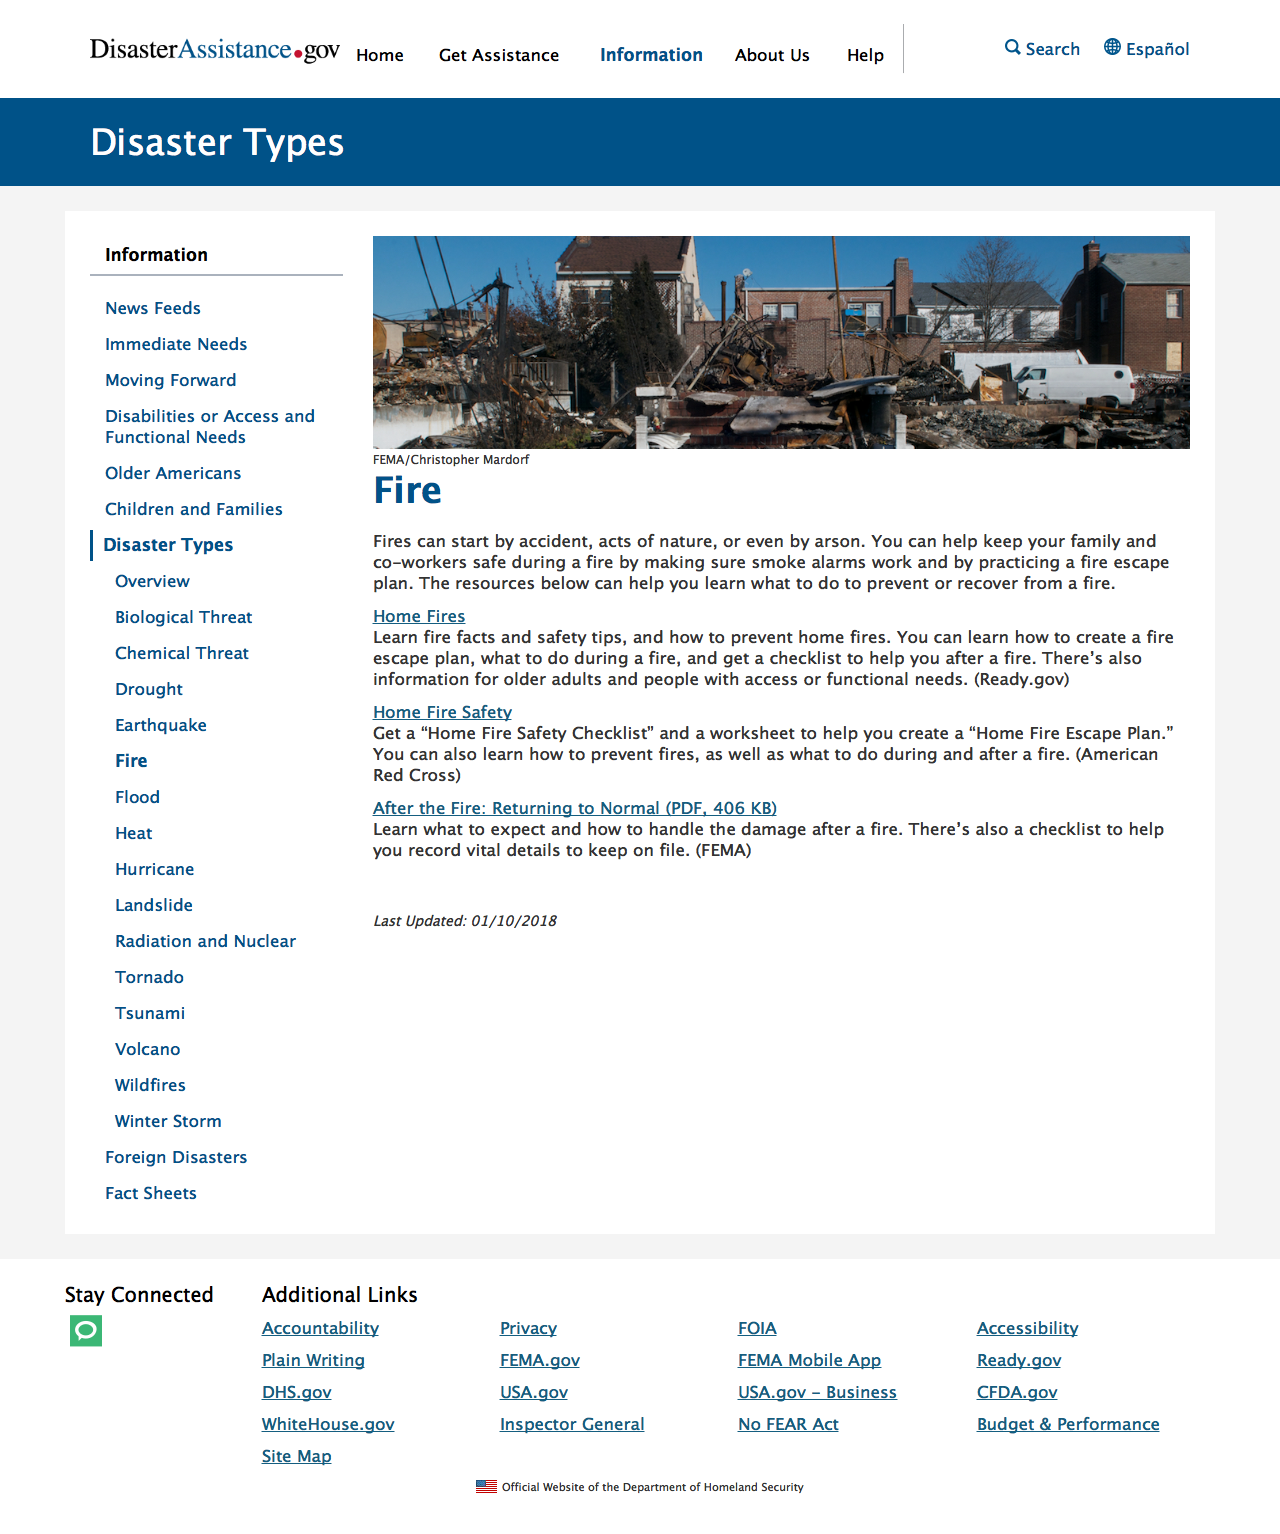 DisasterAssistance.gov
Home
Get Assistance
Information
About Us
Help
Search
Español
Disaster Types
Information
News Feeds
Immediate Needs
Moving Forward
Disabilities or Access and
Functional Needs
Older Americans
Children and Families
Disaster Types
Overview
Biological Threat
Chemical Threat
Drought
Earthquake
Fire
Flood
Heat
Hurricane
Landslide
Radiation and Nuclear
Tornado
Tsunami
Volcano
Wildfires
Winter Storm
Foreign Disasters
Fact Sheets
FEMA/Christopher Mardorf
Fire
Fires can start by accident, acts of nature, or even by arson. You can help keep your family and
co-workers safe during a fire by making sure smoke alarms work and by practicing a fire escape
plan. The resources below can help you learn what to do to prevent or recover from a fire.
Home Fires
Learn fire facts and safety tips, and how to prevent home fires. You can learn how to create a fire
escape plan, what to do during a fire, and get a checklist to help you after a fire. There’s also
information for older adults and people with access or functional needs. (Ready.gov)
Home Fire Safety
Get a “Home Fire Safety Checklist” and a worksheet to help you create a “Home Fire Escape Plan.”
You can also learn how to prevent fires, as well as what to do during and after a fire. (American
Red Cross)
After the Fire: Returning to Normal (PDF, 406 KB)
Learn what to expect and how to handle the damage after a fire. There’s also a checklist to help
you record vital details to keep on file. (FEMA)
Last Updated: 01/10/2018
Stay Connected
Additional Links
Accountability
Privacy
FOIA
Accessibility
Plain Writing
FEMA.gov
FEMA Mobile App
Ready.gov
DHS.gov
USA.gov
USA.gov – Business
CFDA.gov
WhiteHouse.gov
Inspector General
No FEAR Act
Budget & Performance
Site Map
Official Website of the Department of Homeland Security